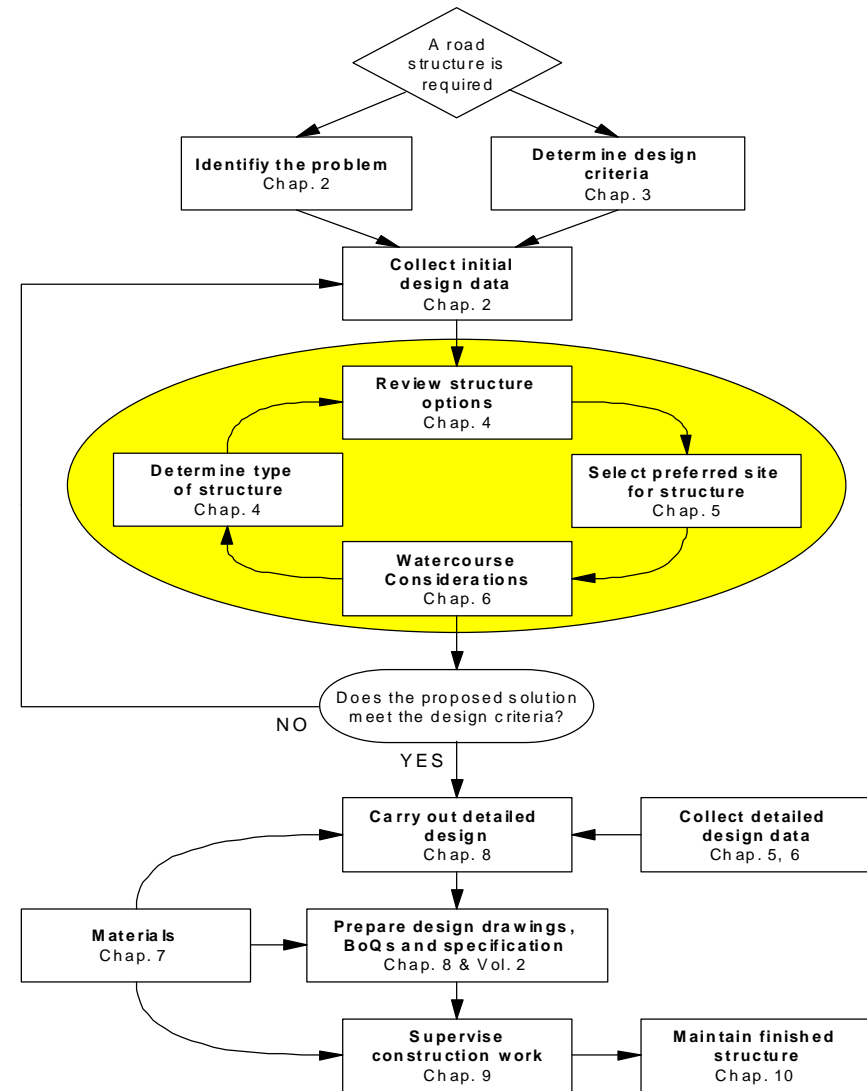 A road
structure is
required
Identifiy the problem
Chap. 2
Determine design
criteria
Chap. 3
Collect initial
design data
Chap. 2
Review structure
options
Chap. 4
Determine type
of structure
Chap. 4
Select preferred site
for structure
Chap. 5
Watercourse
Considerations
Chap. 6
Does the proposed solution
meet the design criteria?
NO
YES
Carry out detailed
design
Chap. 8
Collect detailed
design data
Chap. 5, 6
Materials
Chap. 7
Prepare design drawings,
BoQs and specification
Chap. 8 & Vol. 2
Supervise
construction work
Chap. 9
Maintain finished
structure
Chap. 10